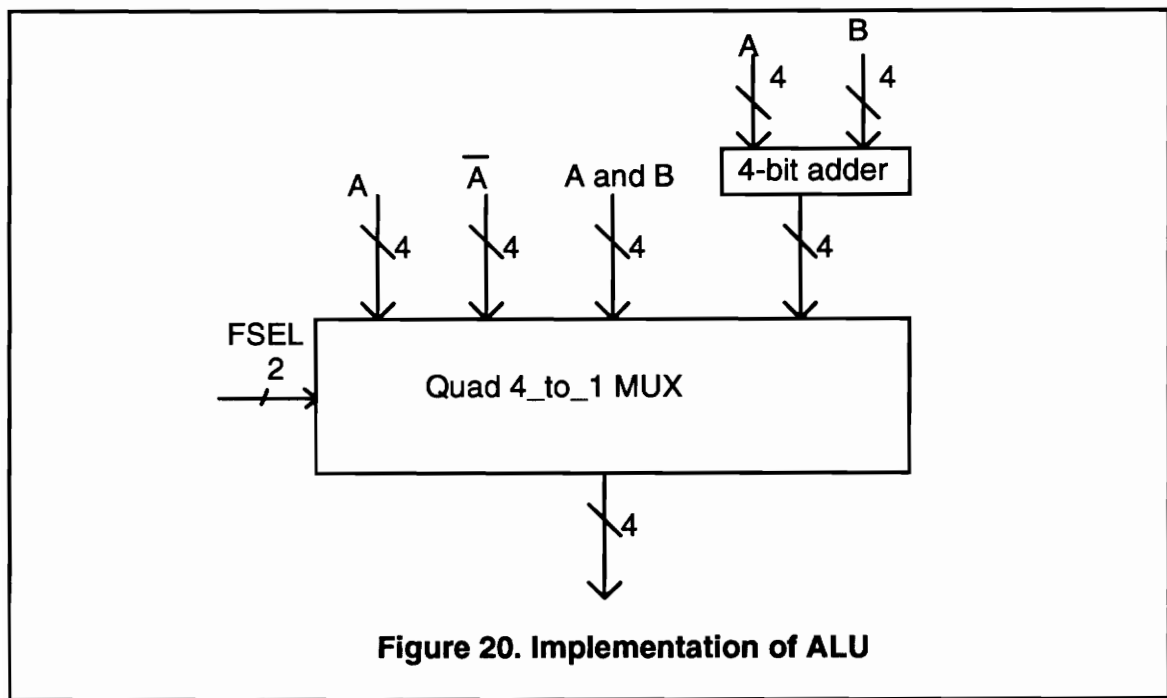 A
B
4
4
4-bit adder
A
A̅
A and B
4
4
4
4
FSEL
2
Quad 4_to_1 MUX
4
Figure 20. Implementation of ALU